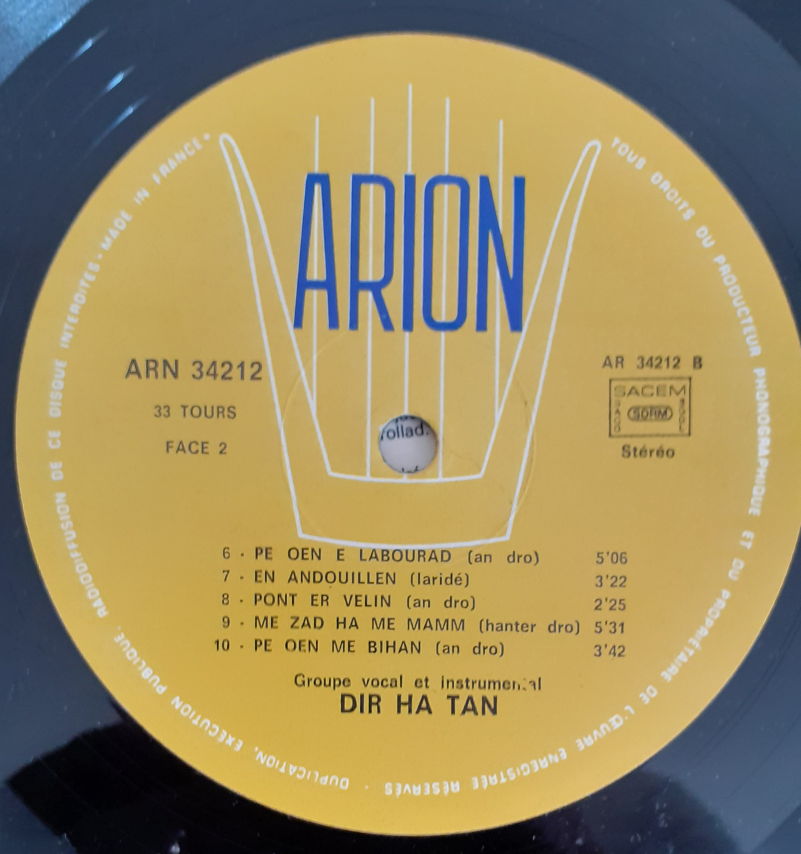 TOUS DROITS DU PRODUCTEUR PHONOGRAPHIQUE ET DU PROPRIÉTAIRE DE L'ŒUVRE ENREGISTRÉE RÉSERVÉS · DUPLICATION, EXÉCUTION PUBLIQUE, RADIODIFFUSION DE CE DISQUE INTERDITES · MADE IN FRANCE ·
ARION
ARN 34212
33 TOURS
FACE 2
AR 34212 B
SACEM
SACD
SDRM
SGDL
Stéréo
ollad.
6 - PE OEN E LABOURAD (an dro) 5'06
7 - EN ANDOUILLEN (laridé) 3'22
8 - PONT ER VELIN (an dro) 2'25
9 - ME ZAD HA ME MAMM (hanter dro) 5'31
10 - PE OEN ME BIHAN (an dro) 3'42
Groupe vocal et instrumental
DIR HA TAN